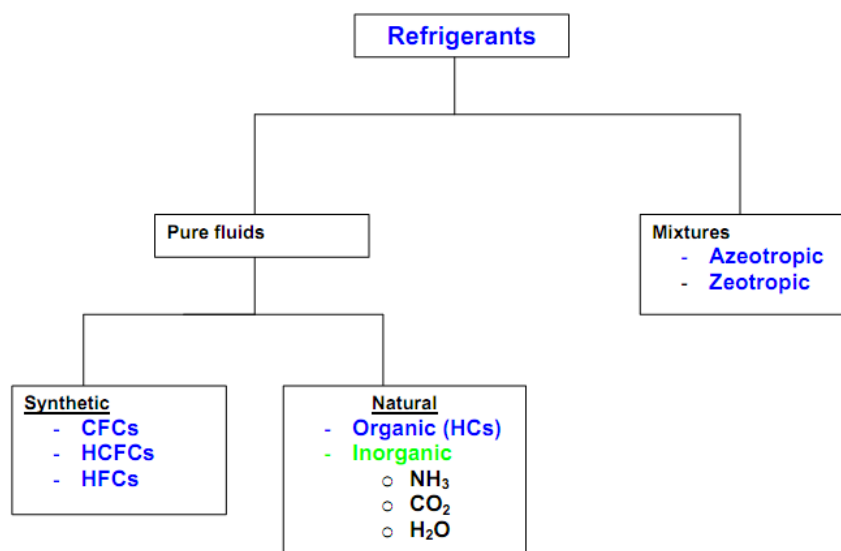 Refrigerants
Pure fluids
Mixtures
- Azeotropic
- Zeotropic
Synthetic
- CFCs
- HCFCs
- HFCs
Natural
- Organic (HCs)
- Inorganic
o NH₃
o CO₂
o H₂O